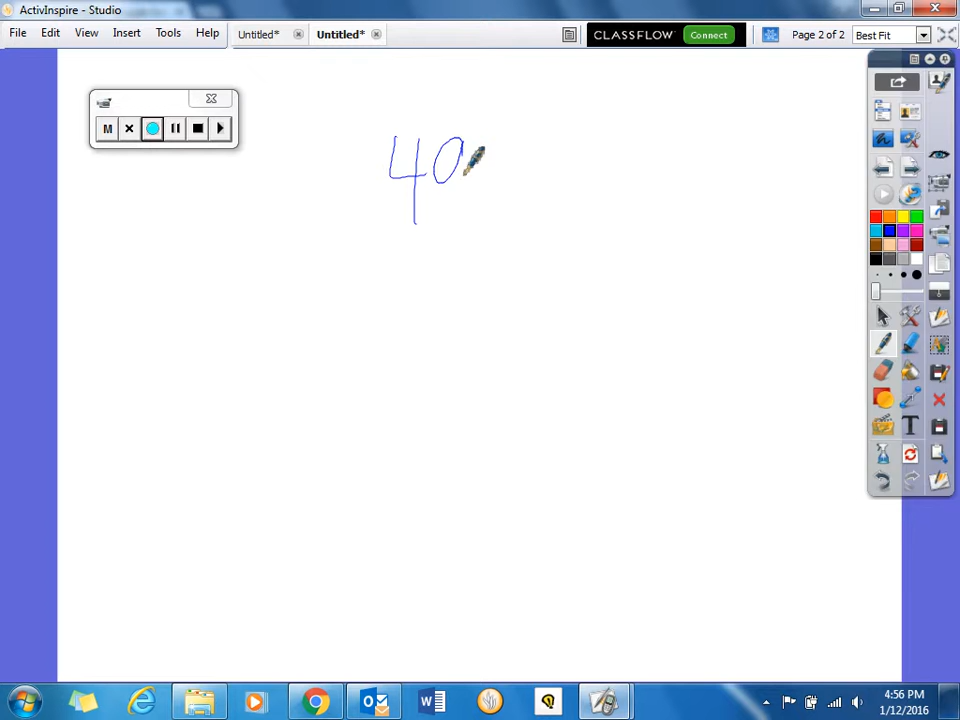 ActivInspire - Studio
File Edit View Insert Tools Help
Untitled* Untitled*
CLASSFLOW Connect
Page 2 of 2 Best Fit
M
40
T
W
4:56 PM
1/12/2016